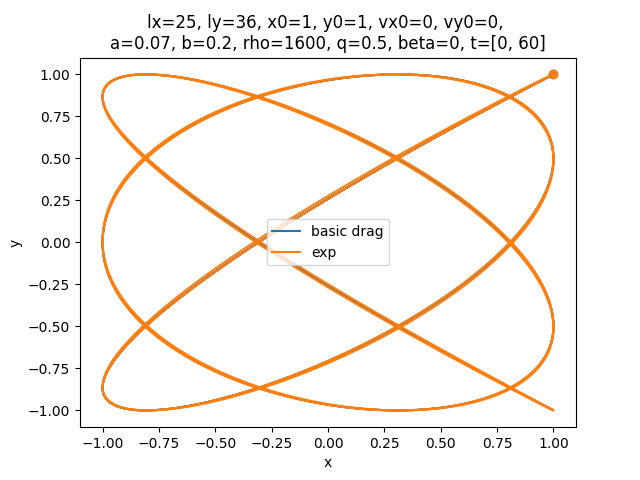 lx=25, ly=36, x0=1, y0=1, vx0=0, vy0=0,
a=0.07, b=0.2, rho=1600, q=0.5, beta=0, t=[0, 60]
1.00
0.75
0.50
0.25
0.00
−0.25
−0.50
−0.75
−1.00
y
basic drag
exp
−1.00 −0.75 −0.50 −0.25 0.00 0.25 0.50 0.75 1.00
x